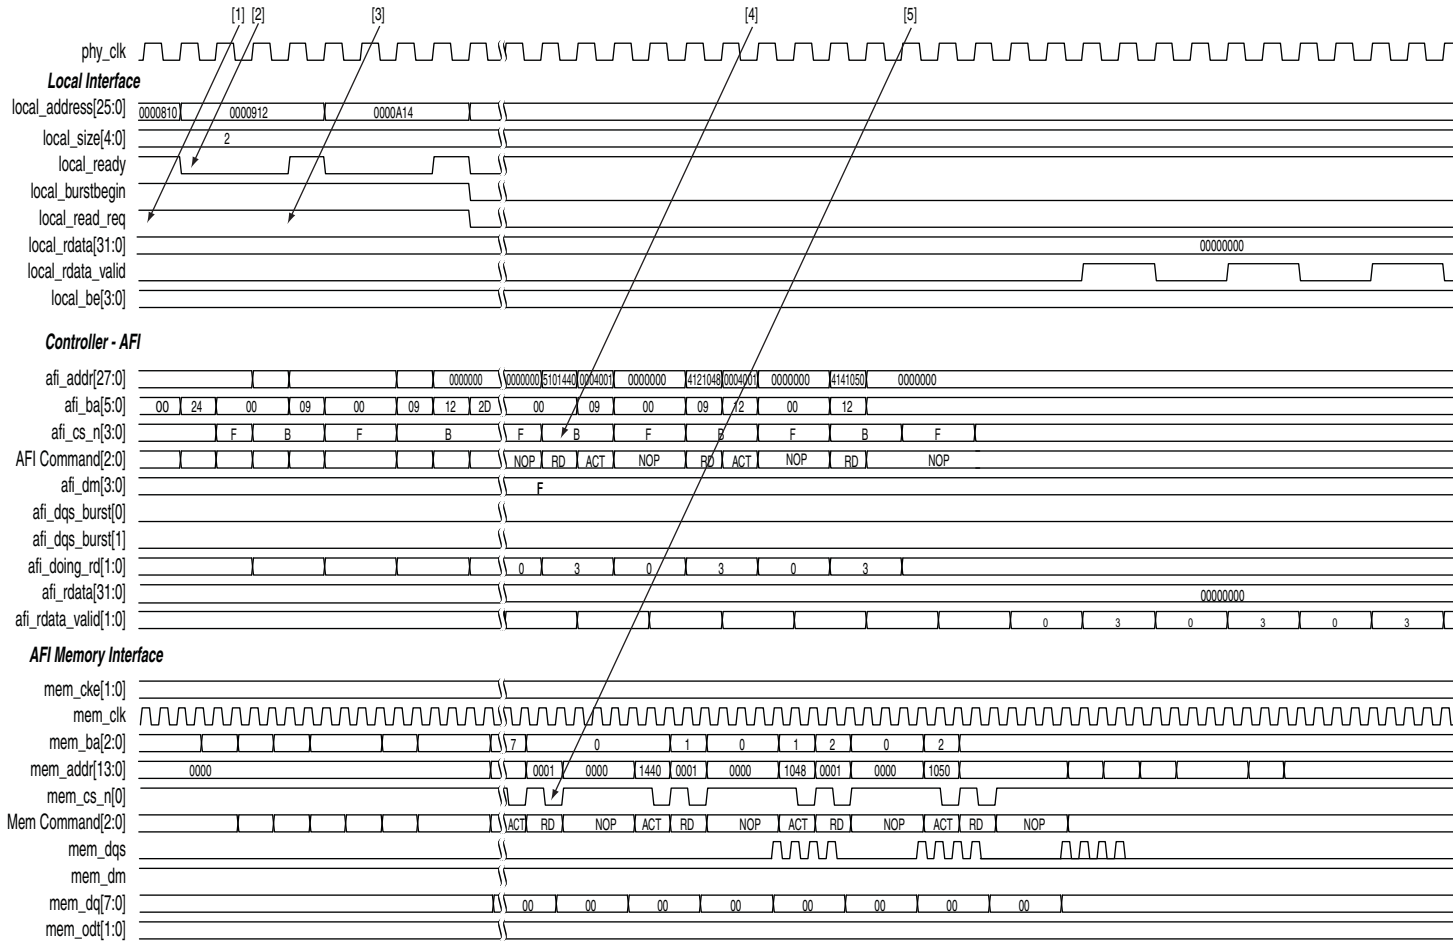 [1] [2] [3] [4] [5]
phy_clk
Local Interface
local_address[25:0] 0000810 0000912 0000A14
local_size[4:0] 2
local_ready
local_burstbegin
local_read_req
local_rdata[31:0] 00000000
local_rdata_valid
local_be[3:0]
Controller - AFI
afi_addr[27:0] 0000000 0000000 5101440 0004001 0000000 4121048 0004001 0000000 4141050 0000000
afi_ba[5:0] 00 24 00 09 00 09 12 2D 00 09 00 09 12 00 12
afi_cs_n[3:0] F B F B F B F B F B F
AFI Command[2:0] NOP RD ACT NOP RD ACT NOP RD NOP
afi_dm[3:0] F
afi_dqs_burst[0]
afi_dqs_burst[1]
afi_doing_rd[1:0] 0 3 0 3 0 3
afi_rdata[31:0] 00000000
afi_rdata_valid[1:0] 0 3 0 3 0 3
AFI Memory Interface
mem_cke[1:0]
mem_clk
mem_ba[2:0] 7 0 1 0 1 2 0 2
mem_addr[13:0] 0000 0001 0000 1440 0001 0000 1048 0001 0000 1050
mem_cs_n[0]
Mem Command[2:0] ACT RD NOP ACT RD NOP ACT RD NOP ACT RD NOP
mem_dqs
mem_dm
mem_dq[7:0] 00 00 00 00 00 00 00 00
mem_odt[1:0]